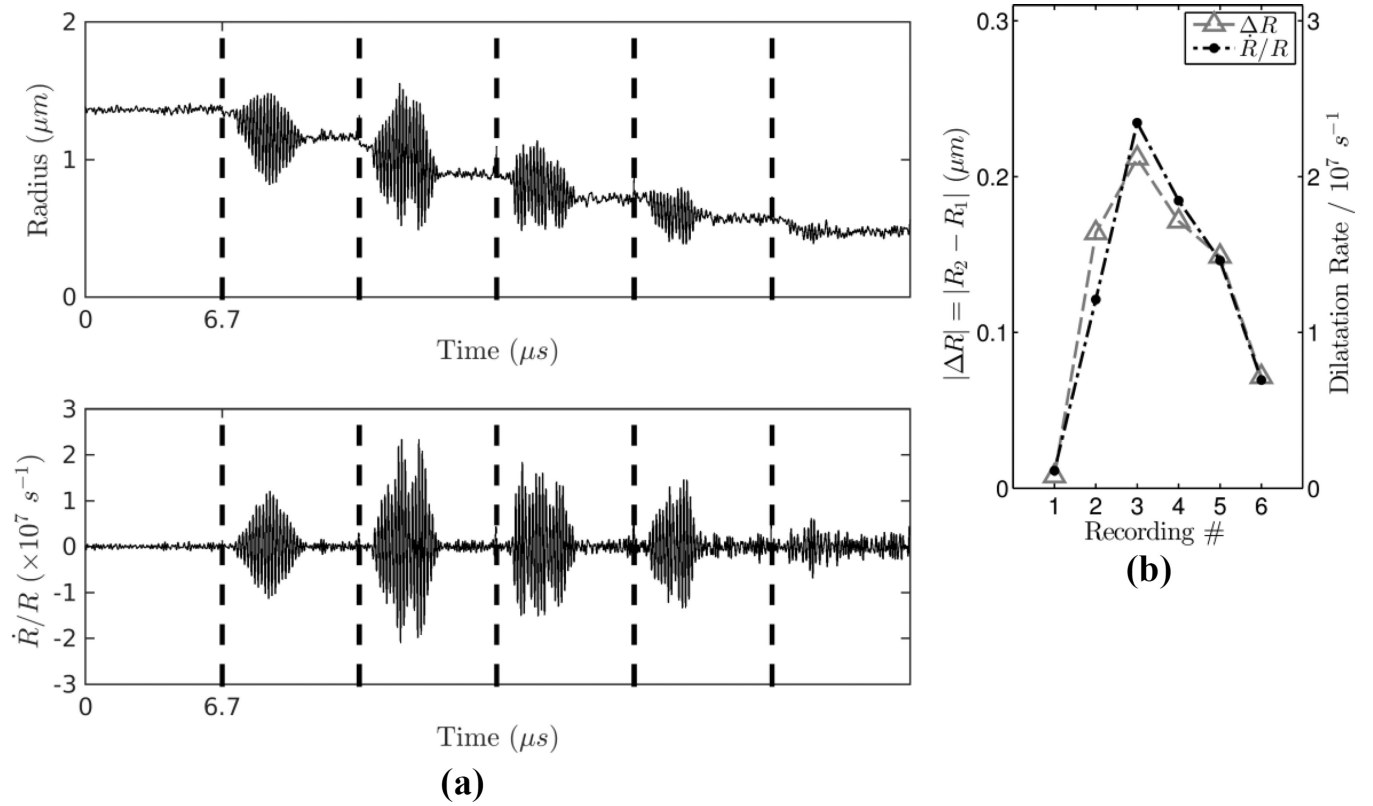 2
1
0
Radius (μm)
0
6.7
Time (μs)
3
2
1
0
-1
-2
-3
Ṙ/R (×10⁷ s⁻¹)
0
6.7
Time (μs)
(a)
0.3
0.2
0.1
0
|ΔR| = |R₂ − R₁| (μm)
ΔR
Ṙ/R
3
2
1
0
Dilatation Rate / 10⁷ s⁻¹
1 2 3 4 5 6
Recording #
(b)